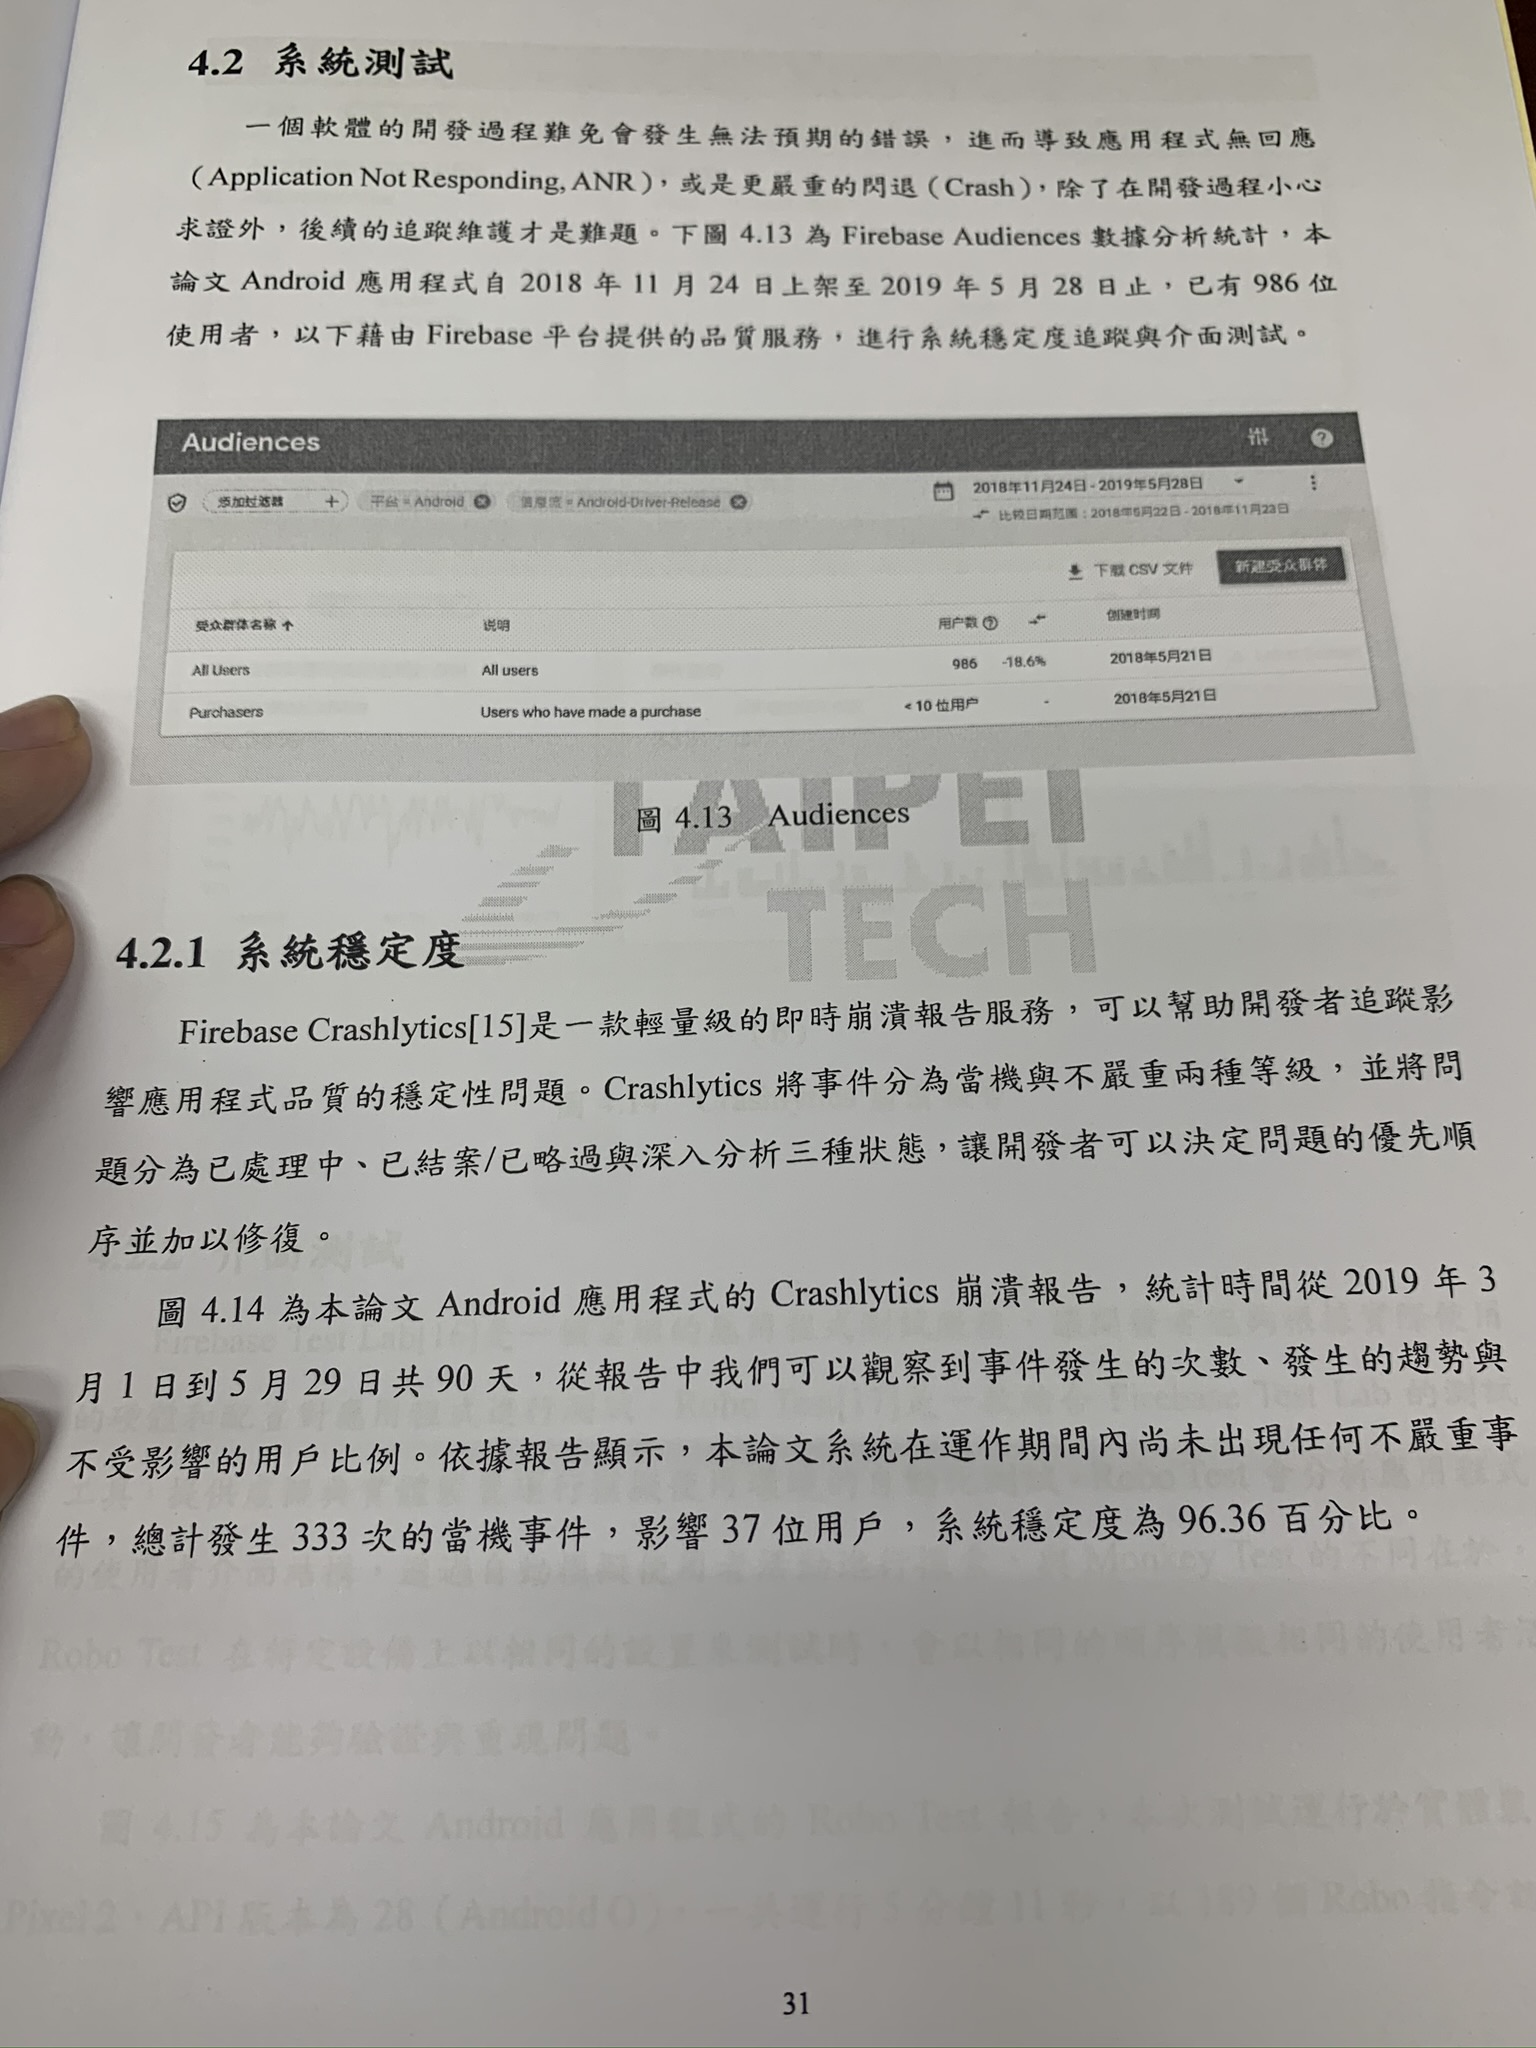 4.2 系統測試
一個軟體的開發過程難免會發生無法預期的錯誤，進而導致應用程式無回應
（Application Not Responding, ANR），或是更嚴重的閃退（Crash），除了在開發過程小心
求證外，後續的追蹤維護才是難題。下圖 4.13 為 Firebase Audiences 數據分析統計，本
論文 Android 應用程式自 2018 年 11 月 24 日上架至 2019 年 5 月 28 日止，已有 986 位
使用者，以下藉由 Firebase 平台提供的品質服務，進行系統穩定度追蹤與介面測試。
Audiences
添加过滤器 + 平台 = Android = Android-Driver-Release 2018年11月24日 - 2019年5月28日
比较日期范围：2018年5月22日 - 2018年11月23日
下载 CSV 文件 新建受众群体
受众群体名称 ↑ 说明 用户数 创建时间
All Users All users 986 -18.6% 2018年5月21日
Purchasers Users who have made a purchase < 10 位用户 - 2018年5月21日
TAIPEI
圖 4.13 Audiences
TECH
4.2.1 系統穩定度
Firebase Crashlytics[15]是一款輕量級的即時崩潰報告服務，可以幫助開發者追蹤影
響應用程式品質的穩定性問題。Crashlytics 將事件分為當機與不嚴重兩種等級，並將問
題分為已處理中、已結案/已略過與深入分析三種狀態，讓開發者可以決定問題的優先順
序並加以修復。
圖 4.14 為本論文 Android 應用程式的 Crashlytics 崩潰報告，統計時間從 2019 年 3
月 1 日到 5 月 29 日共 90 天，從報告中我們可以觀察到事件發生的次數、發生的趨勢與
不受影響的用戶比例。依據報告顯示，本論文系統在運作期間內尚未出現任何不嚴重事
件，總計發生 333 次的當機事件，影響 37 位用戶，系統穩定度為 96.36 百分比。
31